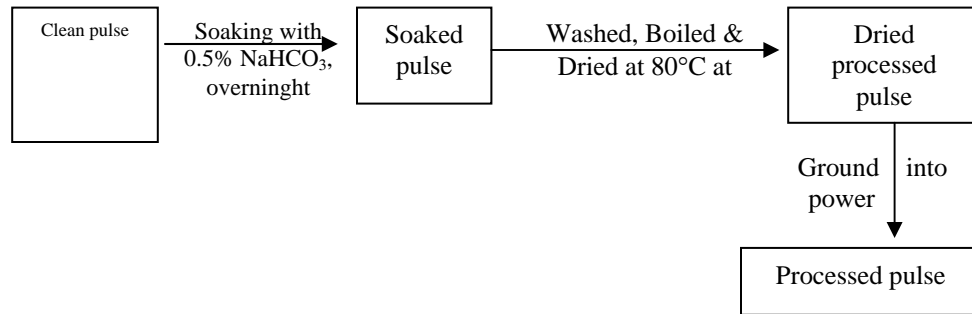 Clean pulse
Soaking with
0.5% NaHCO₃,
overninght
Soaked
pulse
Washed, Boiled &
Dried at 80°C at
Dried
processed
pulse
Ground into
power
Processed pulse